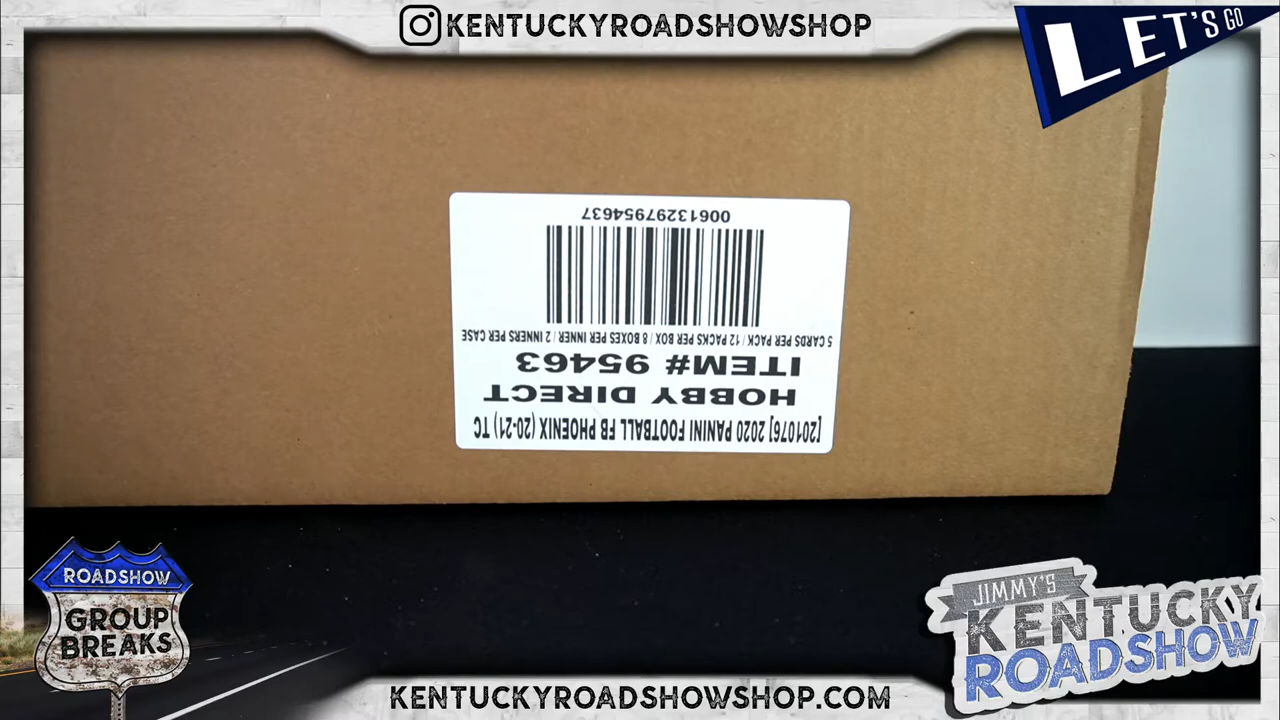 KENTUCKYROADSHOWSHOP
LET'S GO
[201076] 2020 PANINI FOOTBALL FB PHOENIX (20-21) TC
HOBBY DIRECT
ITEM# 95463
5 CARDS PER PACK / 12 PACKS PER BOX / 8 BOXES PER INNER / 2 INNERS PER CASE
00613297954637
ROADSHOW
GROUP
BREAKS
JIMMY'S
KENTUCKY
ROADSHOW
KENTUCKYROADSHOWSHOP.COM